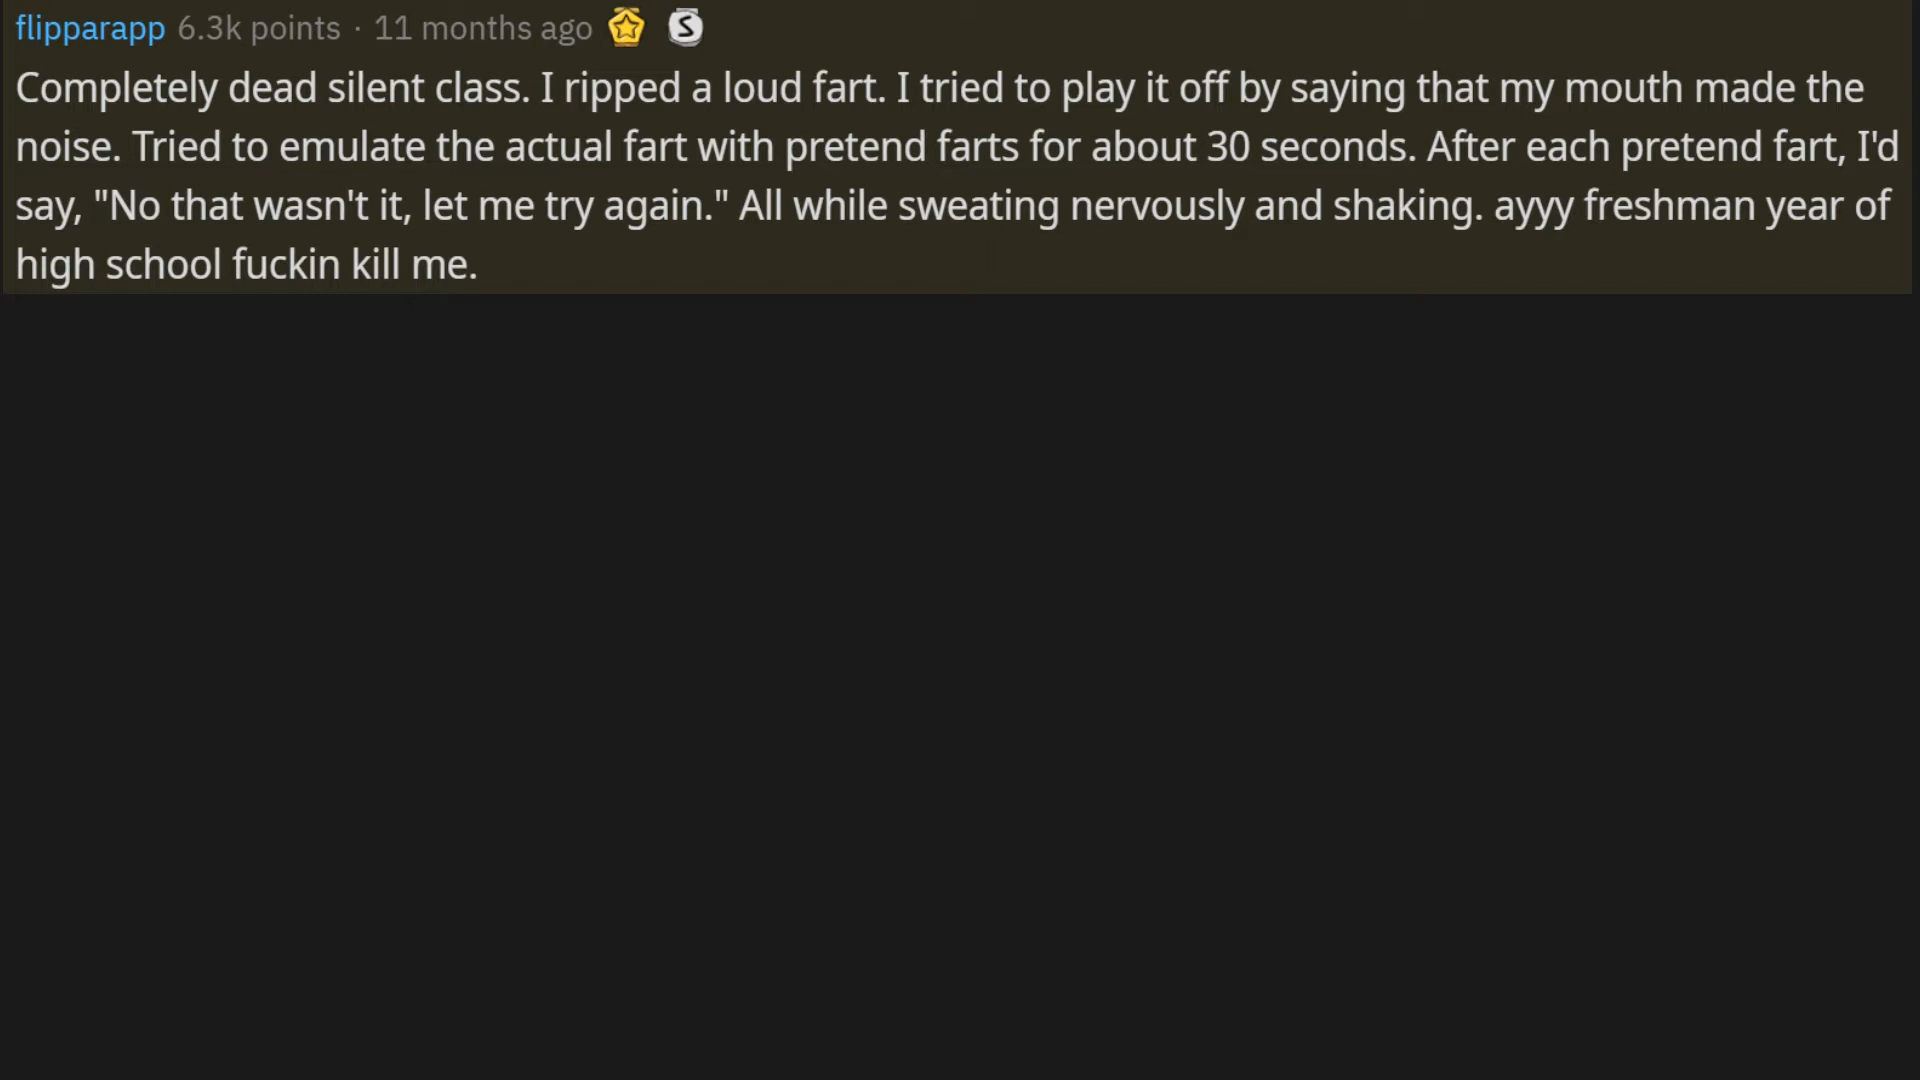 flipparapp 6.3k points · 11 months ago S
Completely dead silent class. I ripped a loud fart. I tried to play it off by saying that my mouth made the
noise. Tried to emulate the actual fart with pretend farts for about 30 seconds. After each pretend fart, I'd
say, "No that wasn't it, let me try again." All while sweating nervously and shaking. ayyy freshman year of
high school fuckin kill me.